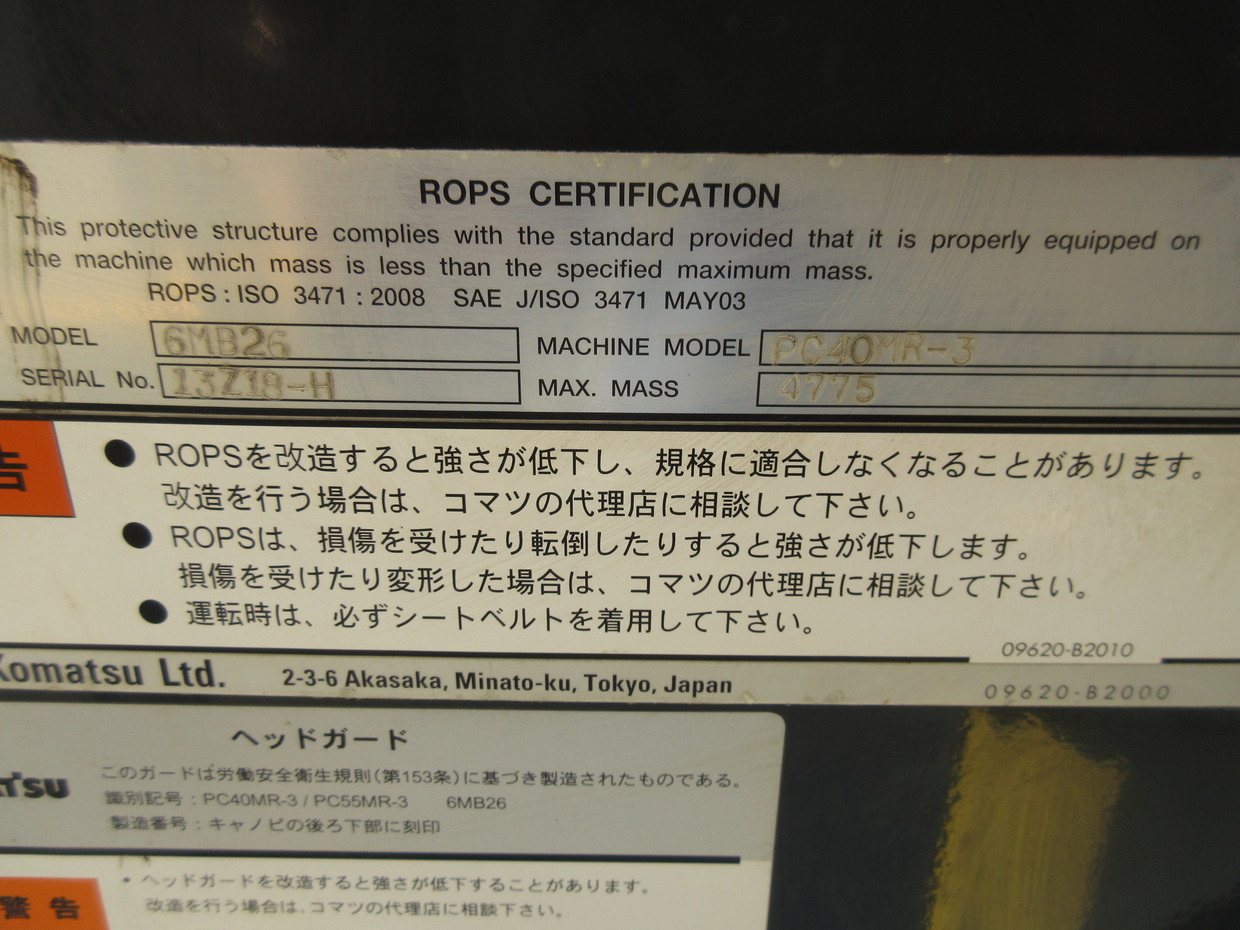 ROPS CERTIFICATION
This protective structure complies with the standard provided that it is properly equipped on
the machine which mass is less than the specified maximum mass.
ROPS : ISO 3471 : 2008 SAE J/ISO 3471 MAY03
MODEL 6MB26 MACHINE MODEL PC40MR-3
SERIAL No. 13Z18-H MAX. MASS 4775
告
● ROPSを改造すると強さが低下し、規格に適合しなくなることがあります。
改造を行う場合は、コマツの代理店に相談して下さい。
● ROPSは、損傷を受けたり転倒したりすると強さが低下します。
損傷を受けたり変形した場合は、コマツの代理店に相談して下さい。
● 運転時は、必ずシートベルトを着用して下さい。
09620-B2010
Komatsu Ltd. 2-3-6 Akasaka, Minato-ku, Tokyo, Japan 09620-B2000
ヘッドガード
このガードは労働安全衛生規則(第153条)に基づき製造されたものである。
TSU
識別記号 : PC40MR-3 / PC55MR-3 6MB26
製造番号 : キャノピの後ろ下部に刻印
• ヘッドガードを改造すると強さが低下することがあります。
警告
改造を行う場合は、コマツの代理店に相談下さい。